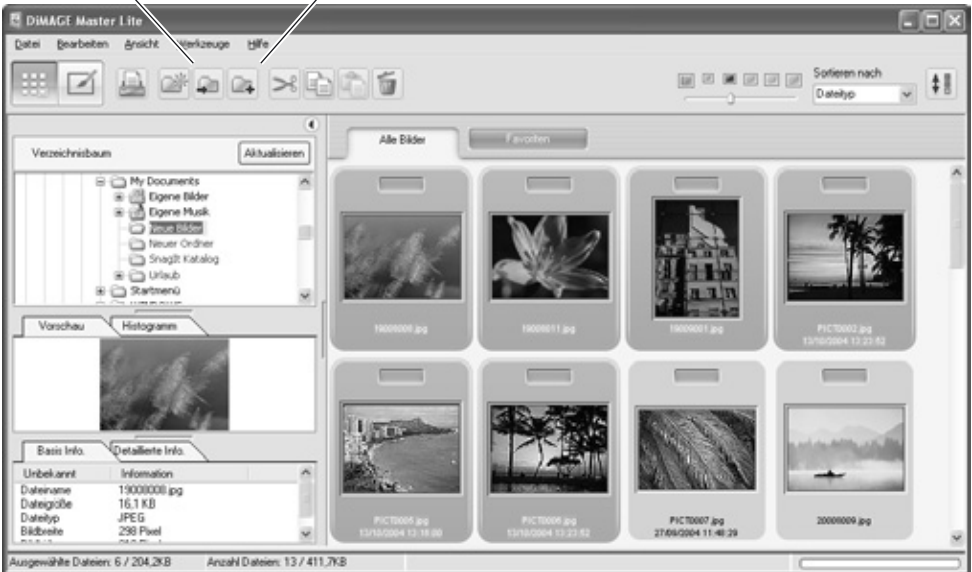 DiMAGE Master Lite
Datei Bearbeiten Ansicht Werkzeuge Hilfe
Sortieren nach
Dateityp
Verzeichnisbaum Aktualisieren
My Documents
Eigene Bilder
Eigene Musik
Neue Bilder
Neuer Ordner
SnagIt Katalog
Urlaub
Startmenü
Vorschau Histogramm
Basis Info. Detaillierte Info.
Unbekannt Information
Dateiname 19008008.jpg
Dateigröße 16,1 KB
Dateityp JPEG
Bildbreite 298 Pixel
Alle Bilder Favoriten
19008008.jpg 19008011.jpg 19009001.jpg PICT0002.jpg
13/10/2004 13:23:52
PICT0005.jpg PICT0006.jpg PICT0007.jpg 20008009.jpg
13/10/2004 13:18:00 13/10/2004 13:23:52 27/08/2004 11:48:29
Ausgewählte Dateien: 6 / 204,2KB Anzahl Dateien: 13 / 411,7KB